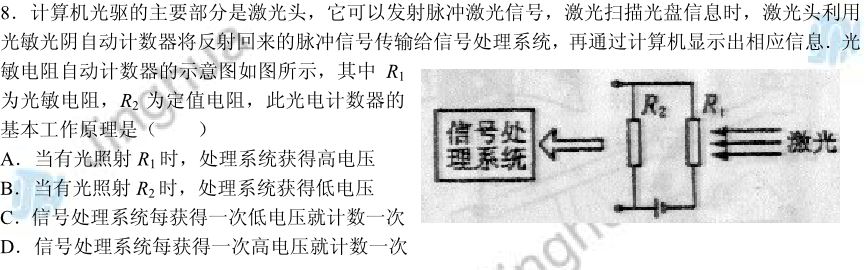 8．计算机光驱的主要部分是激光头，它可以发射脉冲激光信号，激光扫描光盘信息时，激光头利用
光敏光阴自动计数器将反射回来的脉冲信号传输给信号处理系统，再通过计算机显示出相应信息．光
敏电阻自动计数器的示意图如图所示，其中 R₁
为光敏电阻，R₂ 为定值电阻，此光电计数器的
基本工作原理是（　　）
A．当有光照射 R₁ 时，处理系统获得高电压
B．当有光照射 R₂ 时，处理系统获得低电压
C．信号处理系统每获得一次低电压就计数一次
D．信号处理系统每获得一次高电压就计数一次
信号处
理系统
R₂
R₁
激光